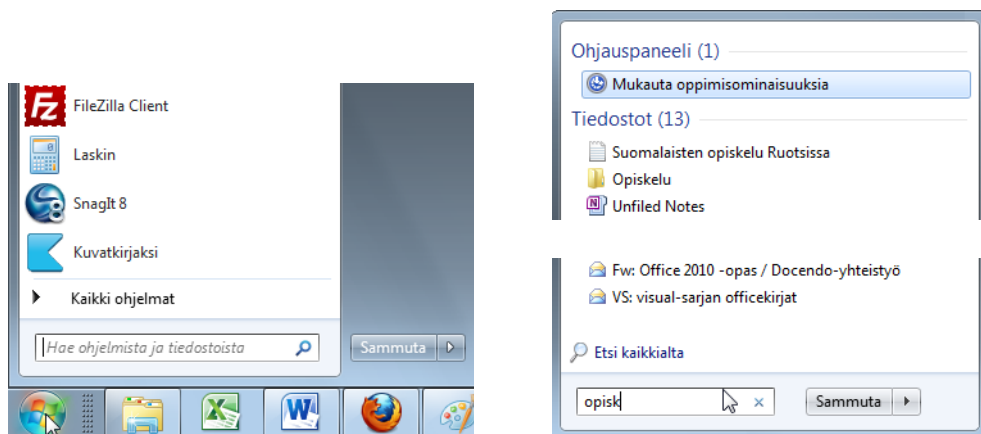 FileZilla Client
Laskin
SnagIt 8
Kuvatkirjaksi
Kaikki ohjelmat
Hae ohjelmista ja tiedostoista
Sammuta
Ohjauspaneeli (1)
Mukauta oppimisominaisuuksia
Tiedostot (13)
Suomalaisten opiskelu Ruotsissa
Opiskelu
Unfiled Notes
Fw: Office 2010 -opas / Docendo-yhteistyö
VS: visual-sarjan officekirjat
Etsi kaikkialta
opisk
Sammuta